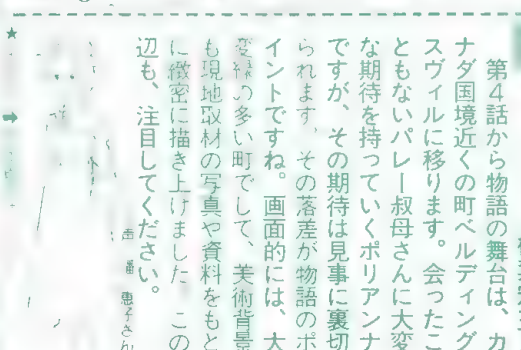 第4話から物語の舞台は、カ
ナダ国境近くの町ベルディング
スヴィルに移ります。会ったこ
ともないパレー叔母さんに大変
な期待を持っていくポリアンナ
ですが、その期待は見事に裏切
られます。その落差が物語のポ
イントですね。画面的には、大
変緑の多い町でして、美術背景
も現地取材の写真や資料をもと
に緻密に描き上げました この
辺も、注目してください。
恵子さん